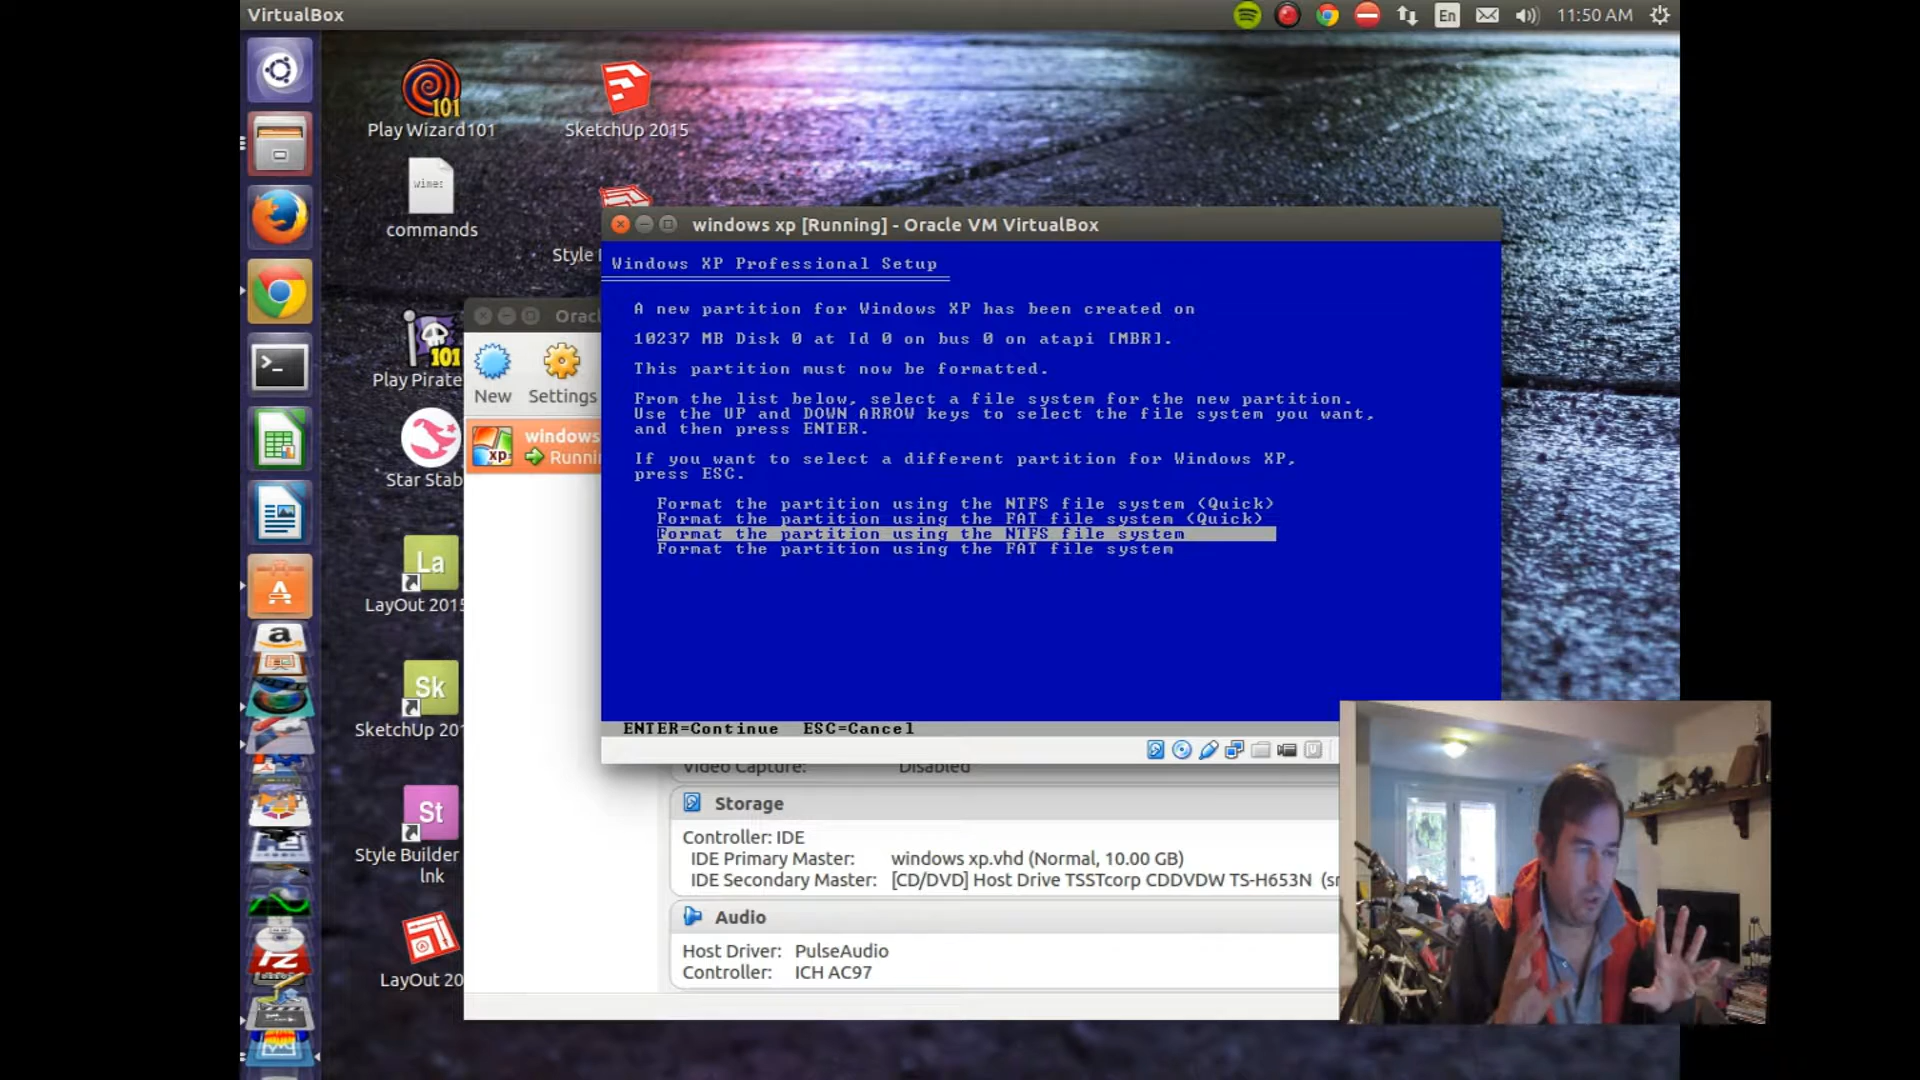 VirtualBox
En
11:50 AM
Play Wizard101
SketchUp 2015
wine:
commands
Style
Play Pirate
Star Stab
La
LayOut 2015
Sk
SketchUp 201
St
Style Builder
lnk
LayOut 20
Orac
New
Settings
windows
Runni
windows xp [Running] - Oracle VM VirtualBox
Windows XP Professional Setup
A new partition for Windows XP has been created on
10237 MB Disk 0 at Id 0 on bus 0 on atapi [MBR].
This partition must now be formatted.
From the list below, select a file system for the new partition.
Use the UP and DOWN ARROW keys to select the file system you want,
and then press ENTER.
If you want to select a different partition for Windows XP,
press ESC.
Format the partition using the NTFS file system (Quick)
Format the partition using the FAT file system (Quick)
Format the partition using the NTFS file system
Format the partition using the FAT file system
ENTER=Continue ESC=Cancel
Video Capture: Disabled
Storage
Controller: IDE
IDE Primary Master: windows xp.vhd (Normal, 10.00 GB)
IDE Secondary Master: [CD/DVD] Host Drive TSSTcorp CDDVDW TS-H653N (sr
Audio
Host Driver: PulseAudio
Controller: ICH AC97